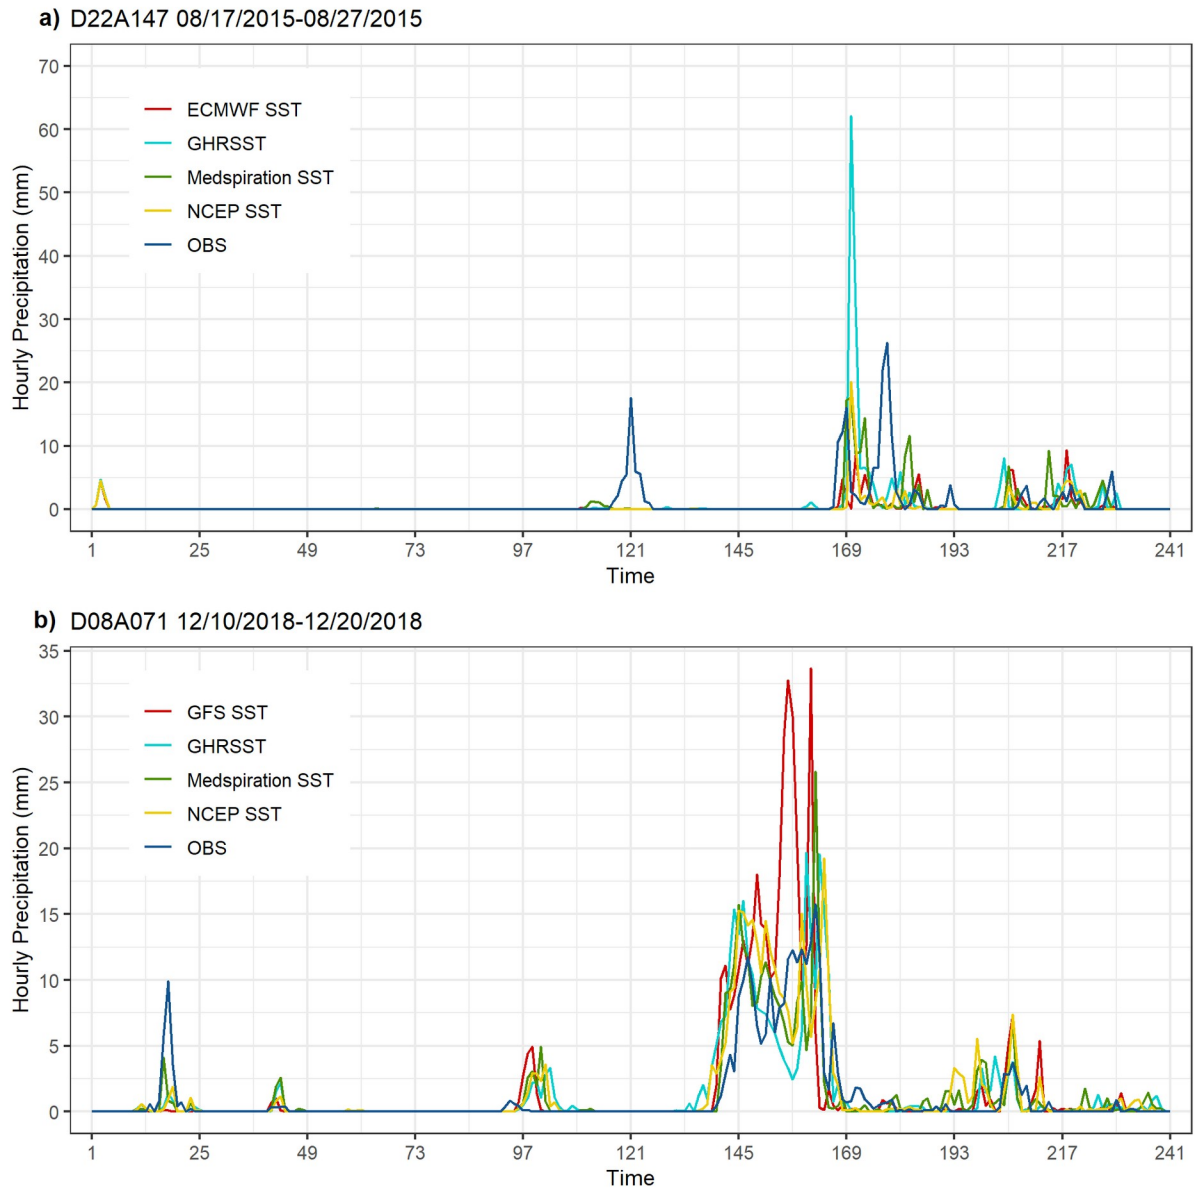 a) D22A147 08/17/2015-08/27/2015
70
60
50
40
30
20
10
0
Hourly Precipitation (mm)
ECMWF SST
GHRSST
Medspiration SST
NCEP SST
OBS
1 25 49 73 97 121 145 169 193 217 241
Time
b) D08A071 12/10/2018-12/20/2018
35
30
25
20
15
10
5
0
Hourly Precipitation (mm)
GFS SST
GHRSST
Medspiration SST
NCEP SST
OBS
1 25 49 73 97 121 145 169 193 217 241
Time